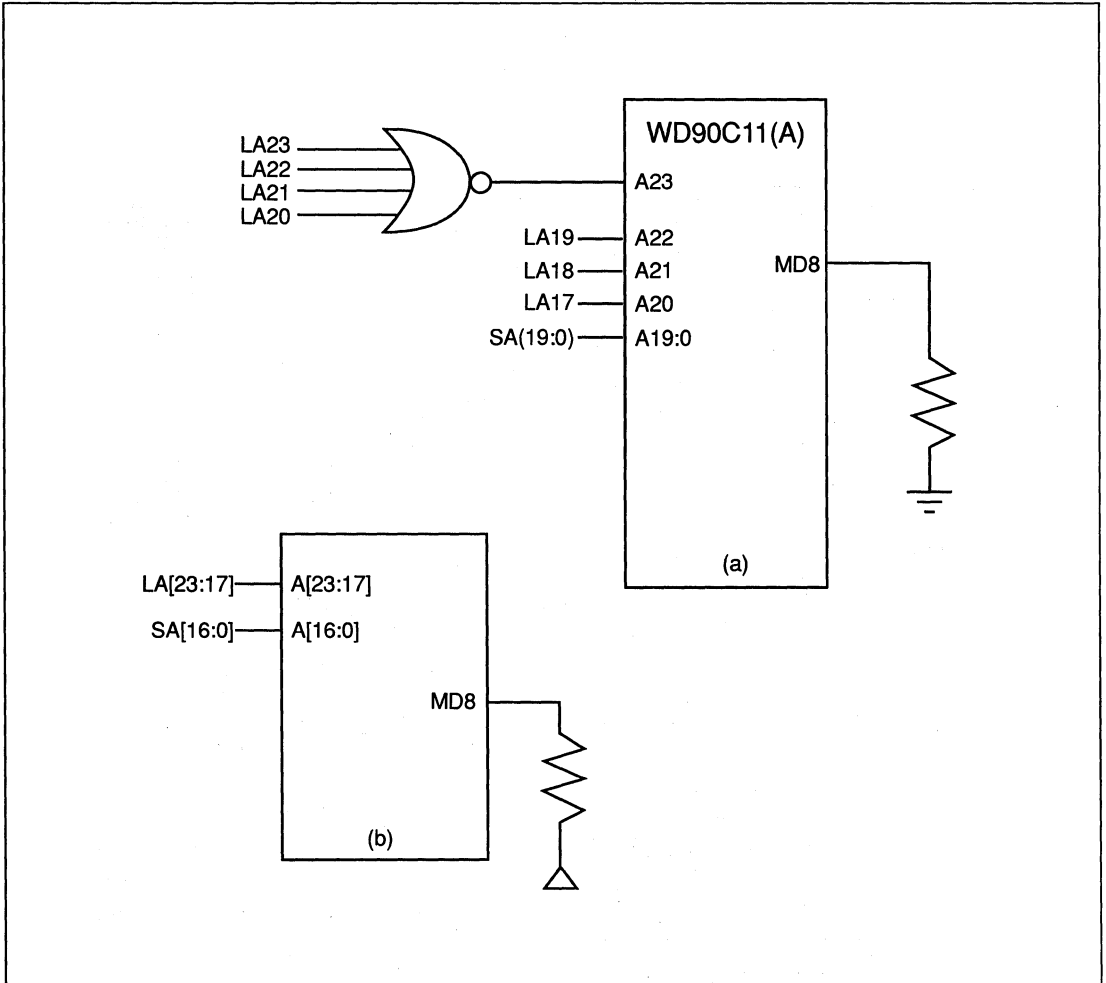 WD90C11(A)
LA23
LA22
LA21
LA20
A23
LA19 A22
LA18 A21
LA17 A20
SA(19:0) A19:0
MD8
(a)
LA[23:17] A[23:17]
SA[16:0] A[16:0]
MD8
(b)